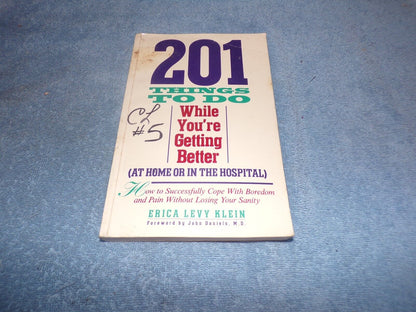 201
THINGS
TO DO
CL
#5
While
You're
Getting
Better
(AT HOME OR IN THE HOSPITAL)
How to Successfully Cope With Boredom
and Pain Without Losing Your Sanity
ERICA LEVY KLEIN
Foreword by John Daniels, M.D.